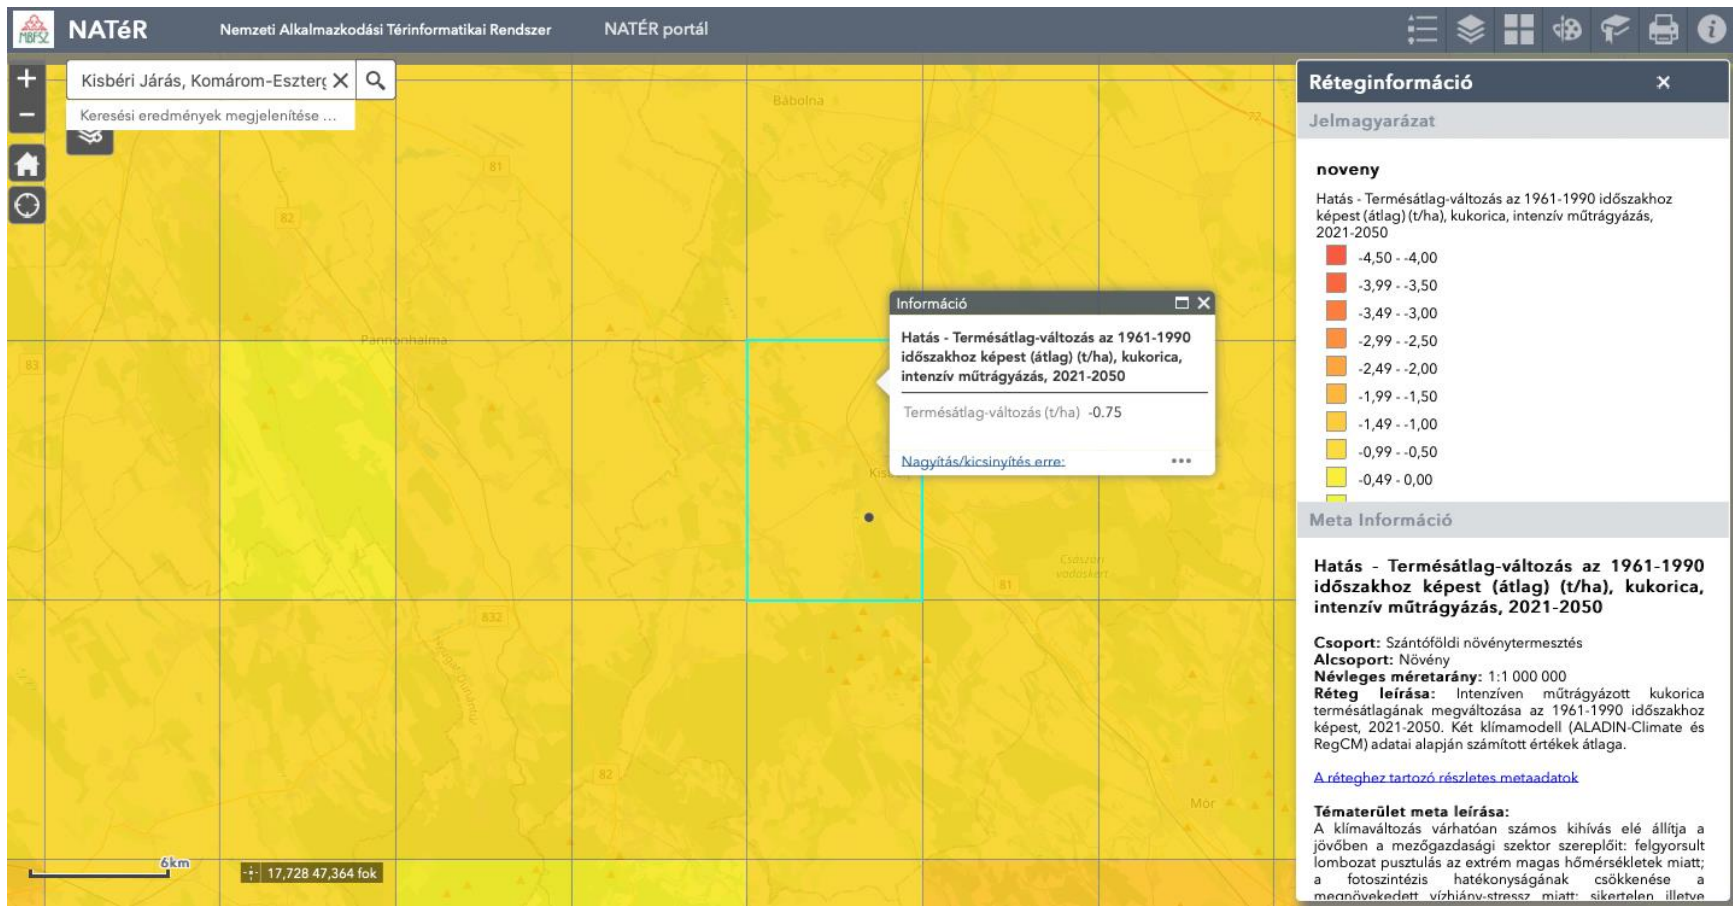 MBFSZ
NATéR
Nemzeti Alkalmazkodási Térinformatikai Rendszer
NATÉR portál
Kisbéri Járás, Komárom-Eszterg
Keresési eredmények megjelenítése ...
Bábolna
72
81
82
Pannonhalma
83
Információ
Hatás - Termésátlag-változás az 1961-1990
időszakhoz képest (átlag) (t/ha), kukorica,
intenzív műtrágyázás, 2021-2050
Termésátlag-változás (t/ha) -0.75
Nagyítás/kicsinyítés erre:
Császári
vadaskert
81
832
Nyugat-Dunántúl
82
Mór
6km
17,728 47,364 fok
Réteginformáció
Jelmagyarázat
noveny
Hatás - Termésátlag-változás az 1961-1990 időszakhoz
képest (átlag) (t/ha), kukorica, intenzív műtrágyázás,
2021-2050
-4,50 - -4,00
-3,99 - -3,50
-3,49 - -3,00
-2,99 - -2,50
-2,49 - -2,00
-1,99 - -1,50
-1,49 - -1,00
-0,99 - -0,50
-0,49 - 0,00
Meta Információ
Hatás - Termésátlag-változás az 1961-1990
időszakhoz képest (átlag) (t/ha), kukorica,
intenzív műtrágyázás, 2021-2050
Csoport: Szántóföldi növénytermesztés
Alcsoport: Növény
Névleges méretarány: 1:1 000 000
Réteg leírása: Intenzíven műtrágyázott kukorica
termésátlagának megváltozása az 1961-1990 időszakhoz
képest, 2021-2050. Két klímamodell (ALADIN-Climate és
RegCM) adatai alapján számított értékek átlaga.
A réteghez tartozó részletes metaadatok
Tématerület meta leírása:
A klímaváltozás várhatóan számos kihívás elé állítja a
jövőben a mezőgazdasági szektor szereplőit: felgyorsult
lombozat pusztulás az extrém magas hőmérsékletek miatt;
a fotoszintézis hatékonyságának csökkenése a
megnövekedett vízhiány-stressz miatt; sikertelen illetve